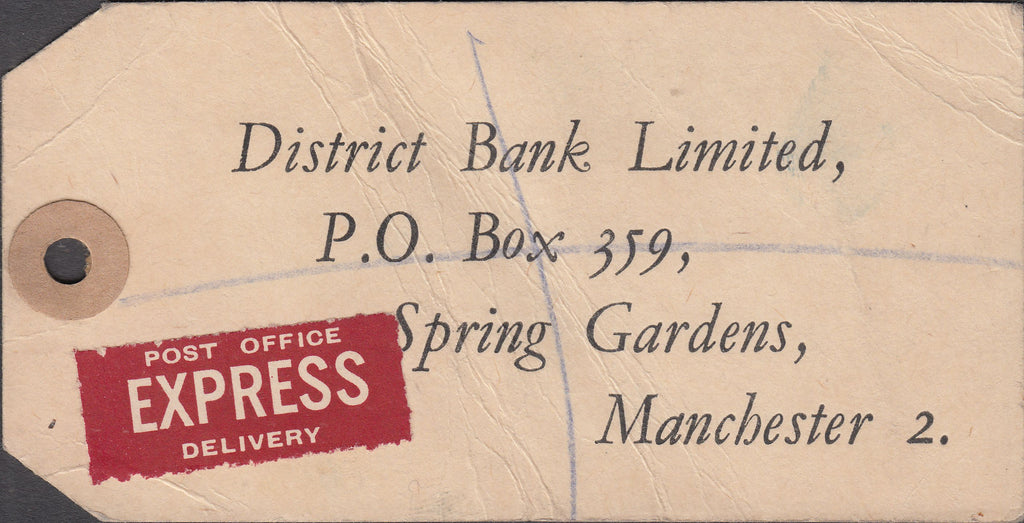 District Bank Limited,
P.O. Box 359,
Spring Gardens,
Manchester 2.
POST OFFICE
EXPRESS
DELIVERY